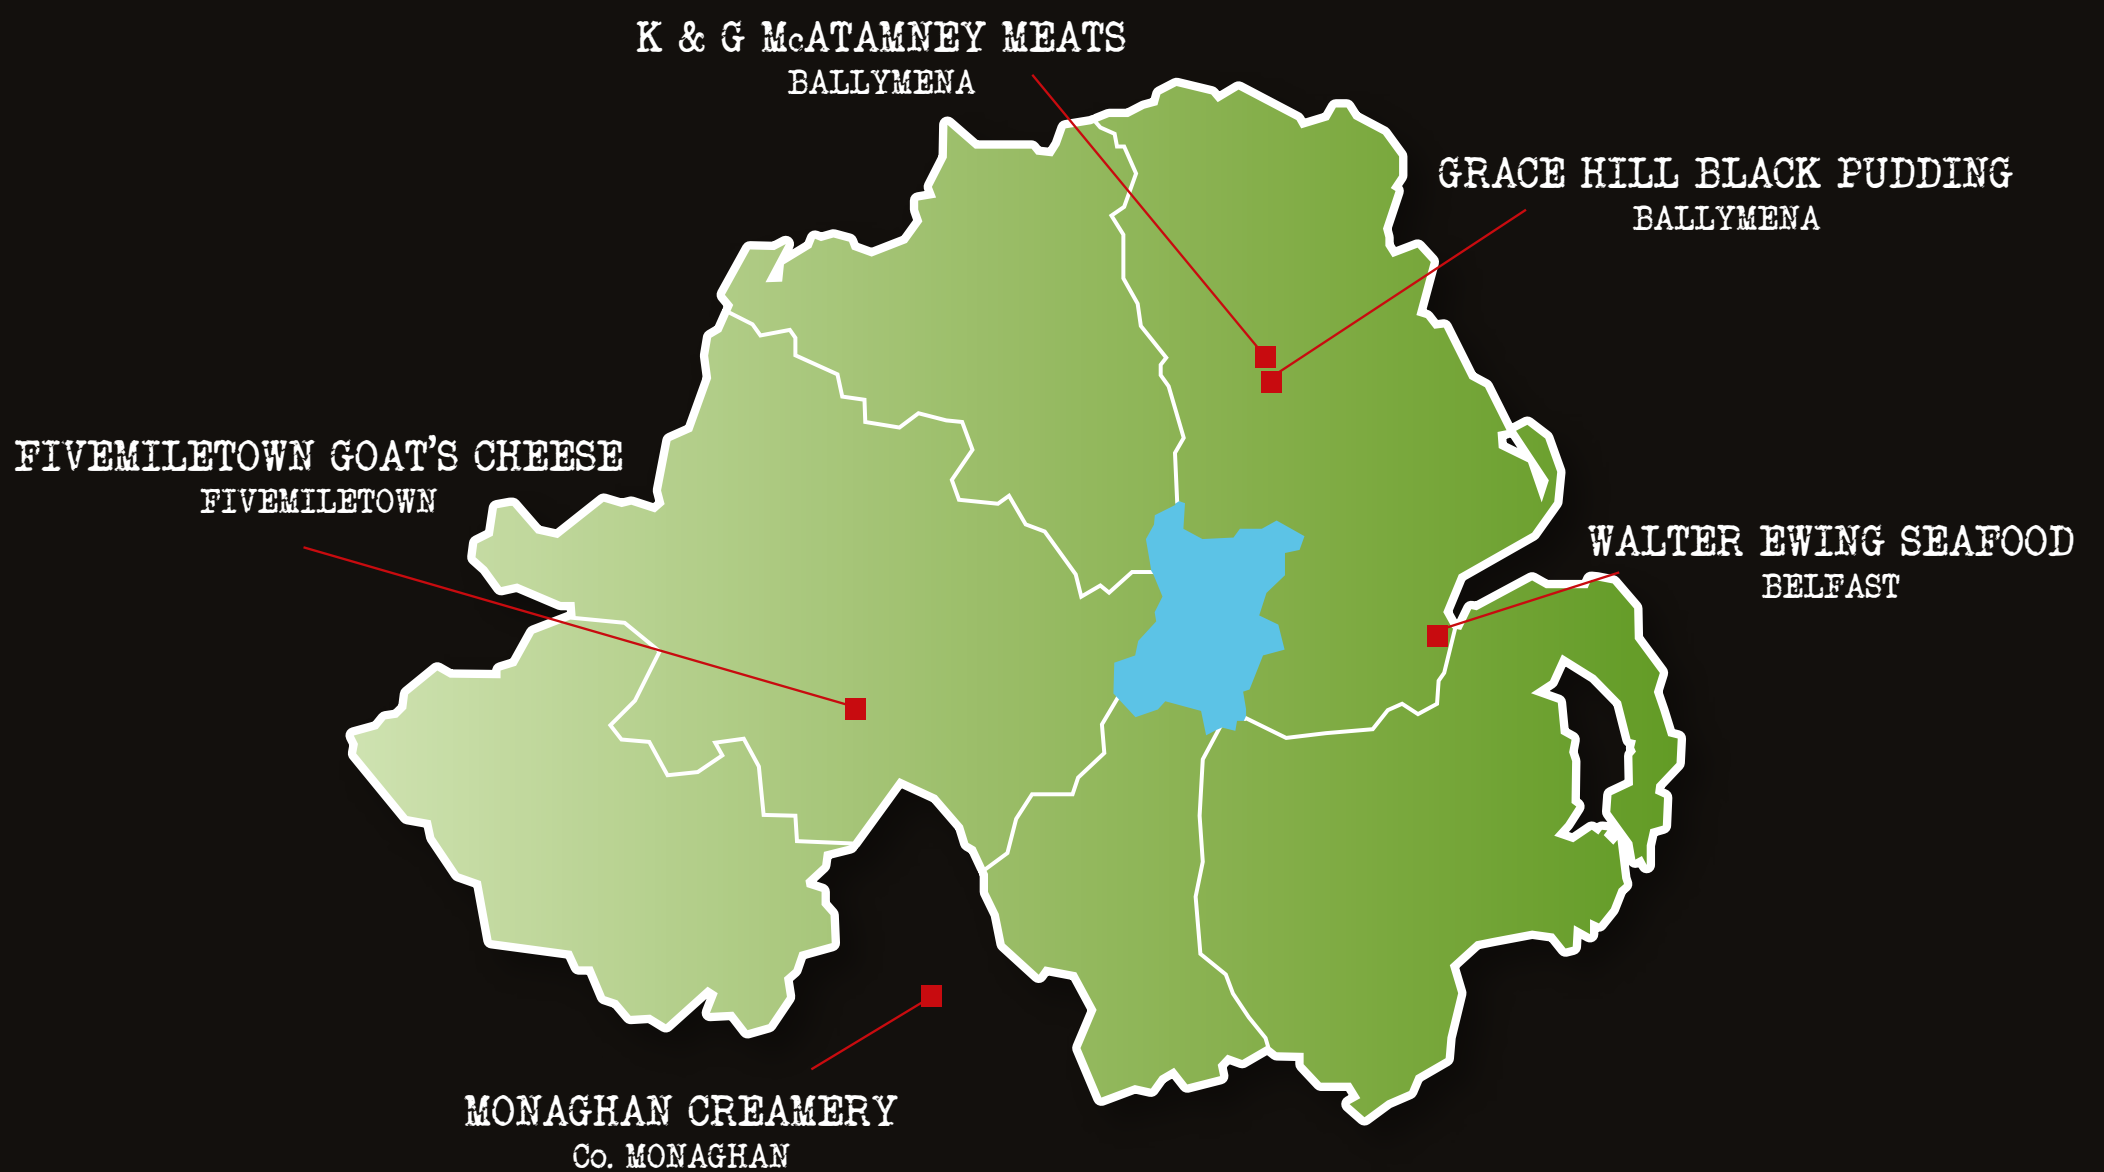 K & G McATAMNEY MEATS
BALLYMENA
GRACE HILL BLACK PUDDING
BALLYMENA
FIVEMILETOWN GOAT'S CHEESE
FIVEMILETOWN
WALTER EWING SEAFOOD
BELFAST
MONAGHAN CREAMERY
Co. MONAGHAN